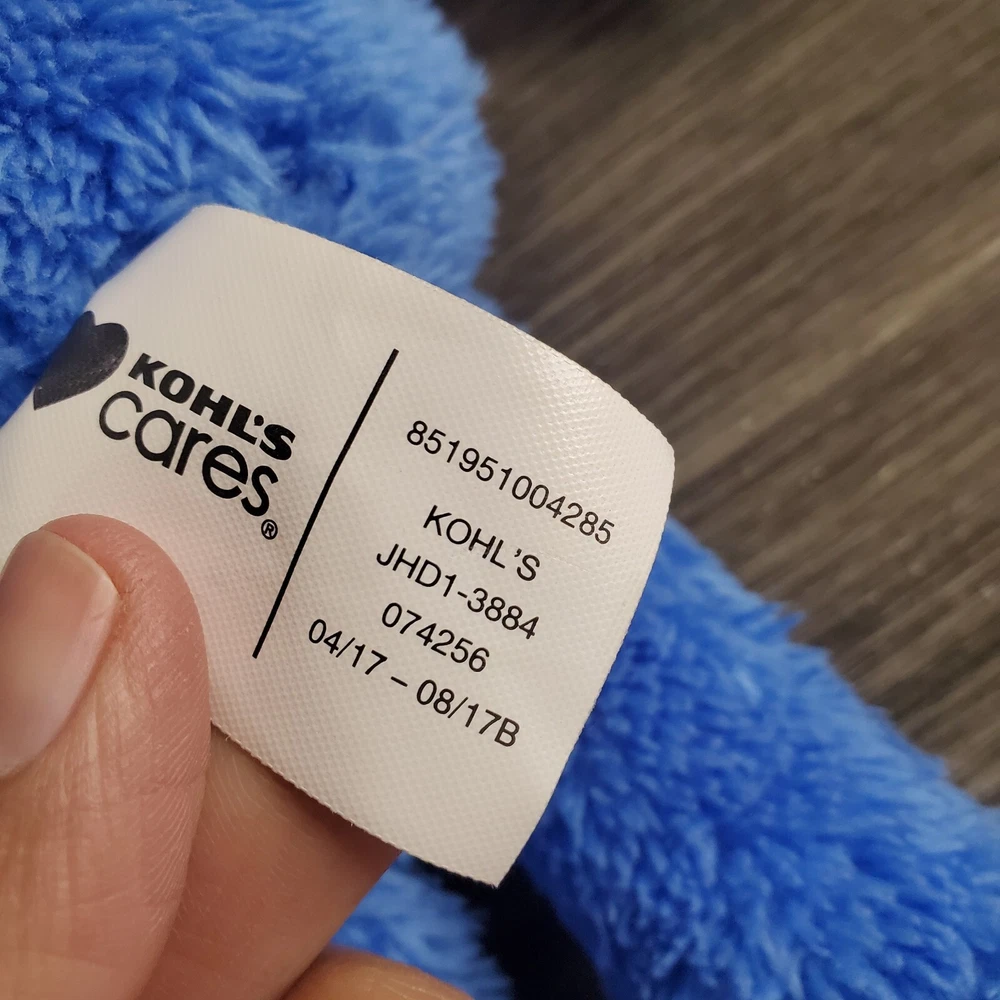 KOHL'S
cares®
851951004285
KOHL'S
JHD1-3884
074256
04/17 – 08/17B